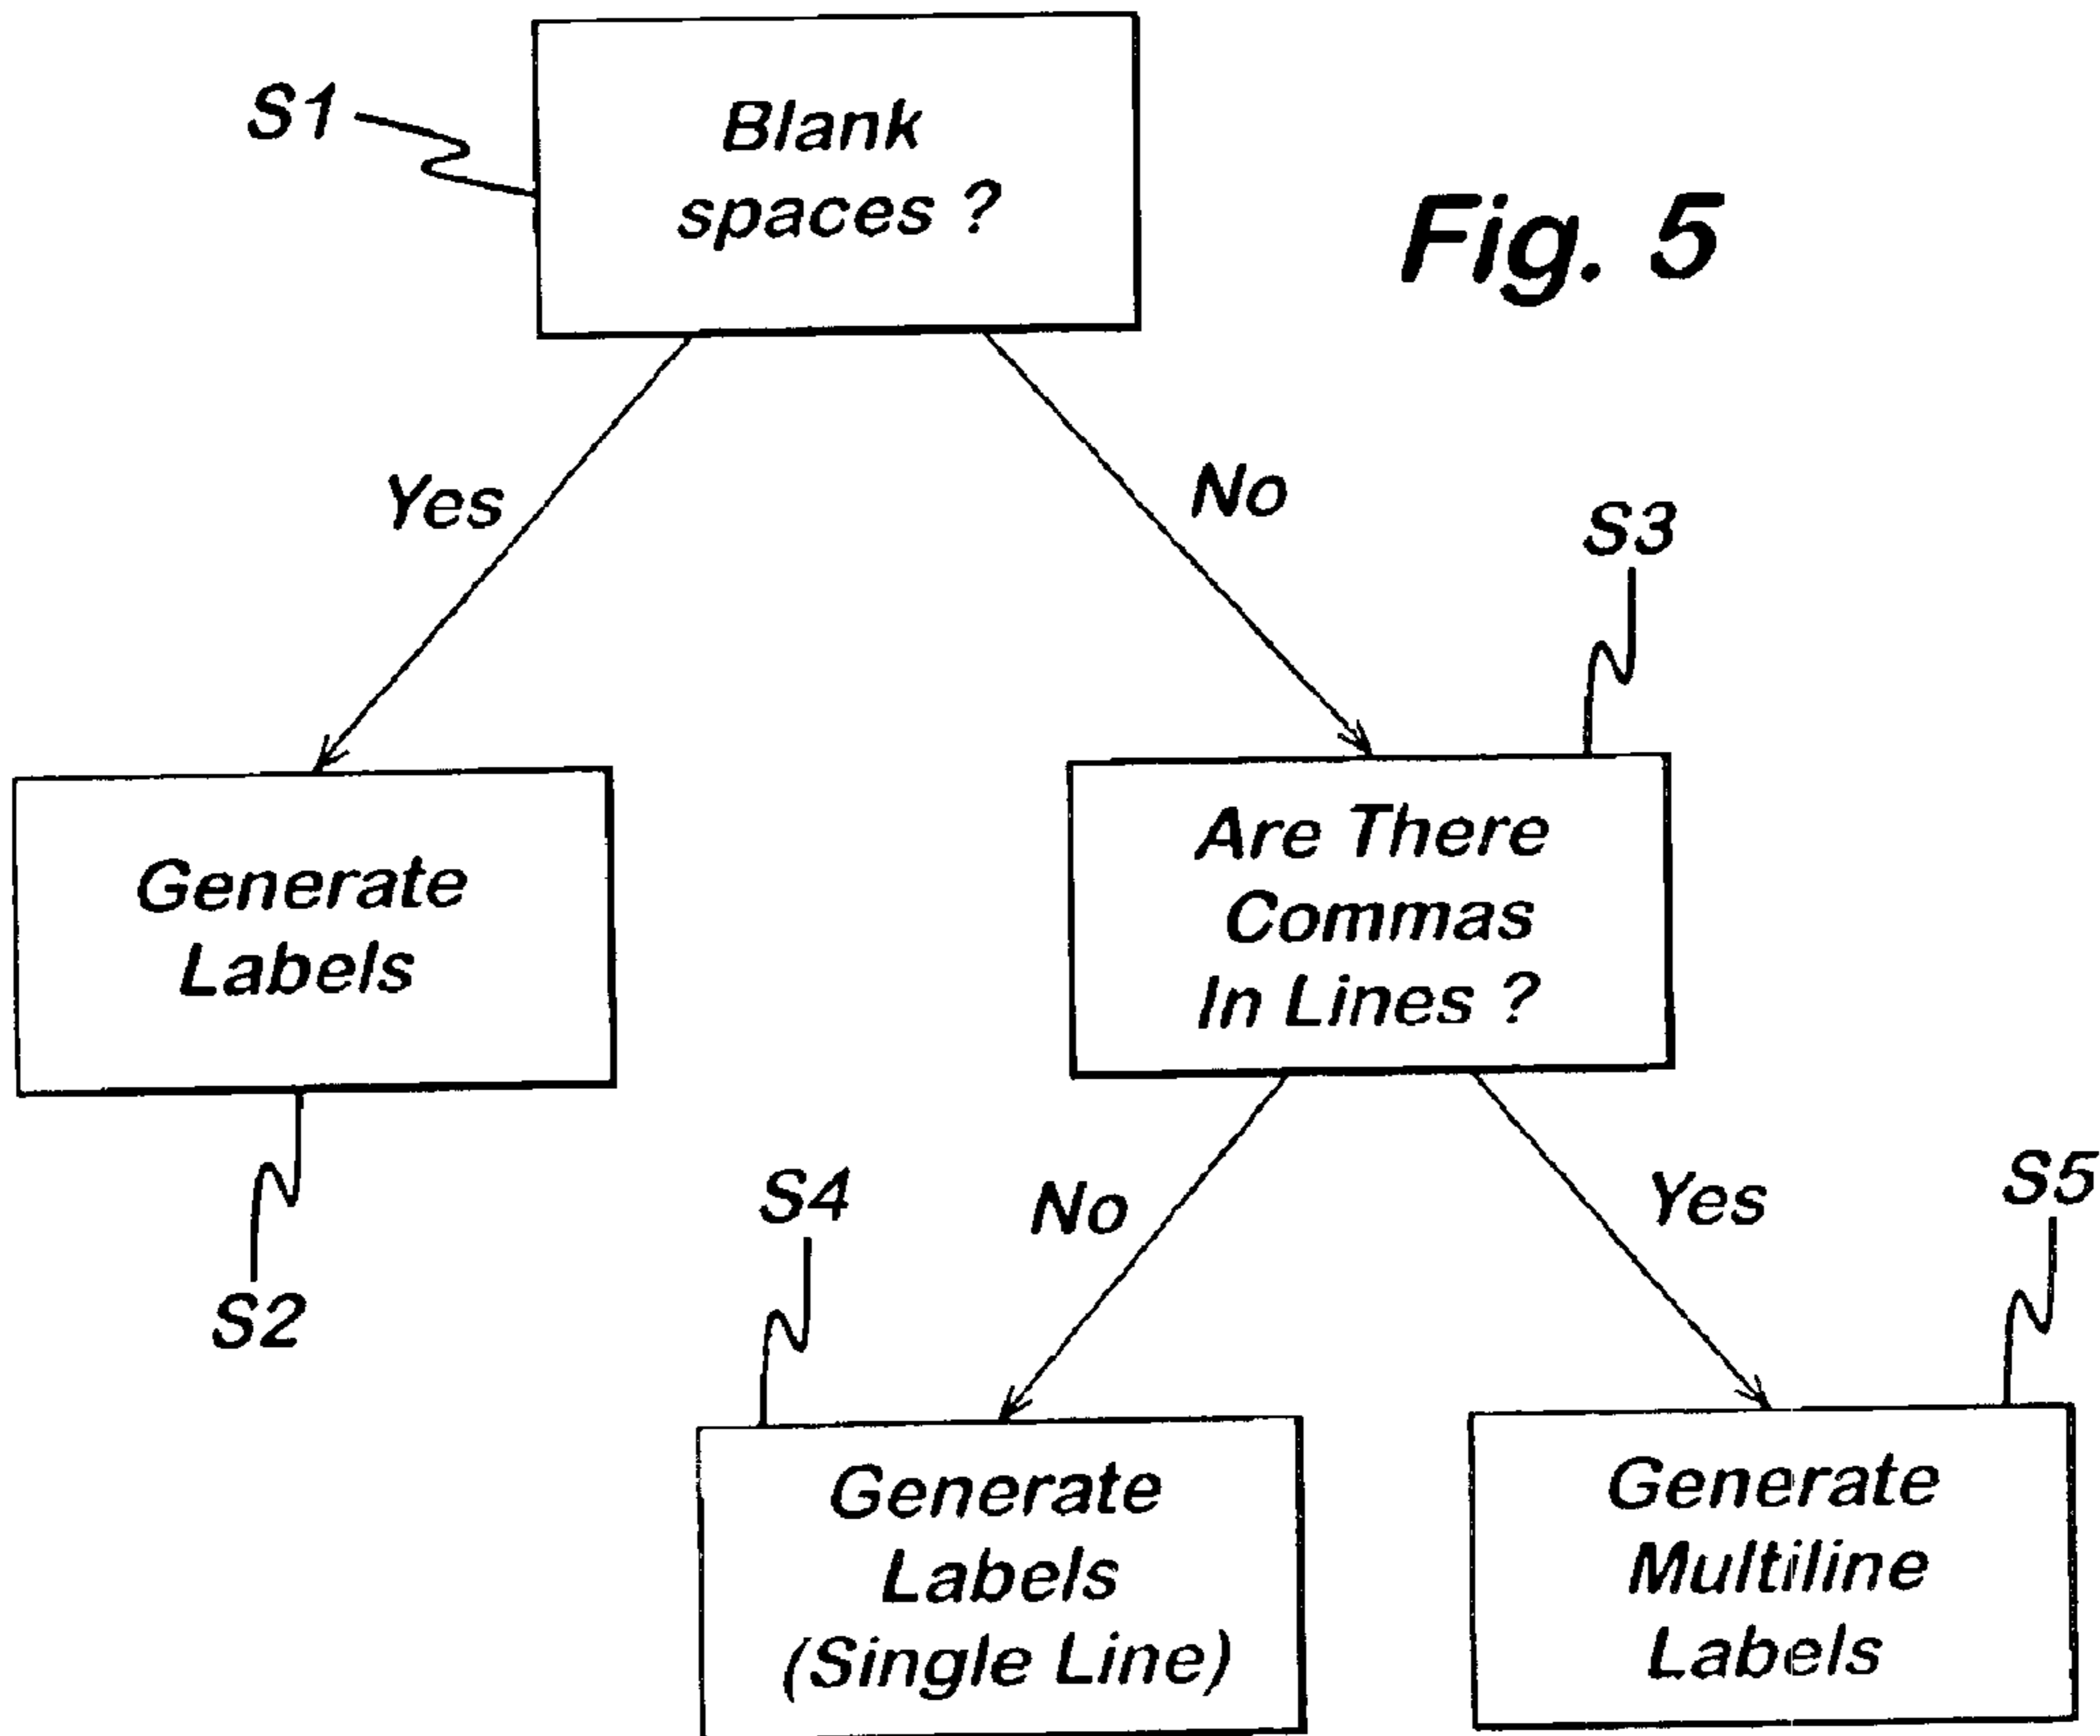 S1
Blank
spaces ?
Fig. 5
Yes
No
S3
Generate
Labels
S2
Are There
Commas
In Lines ?
S4
No
Yes
S5
Generate
Labels
(Single Line)
Generate
Multiline
Labels